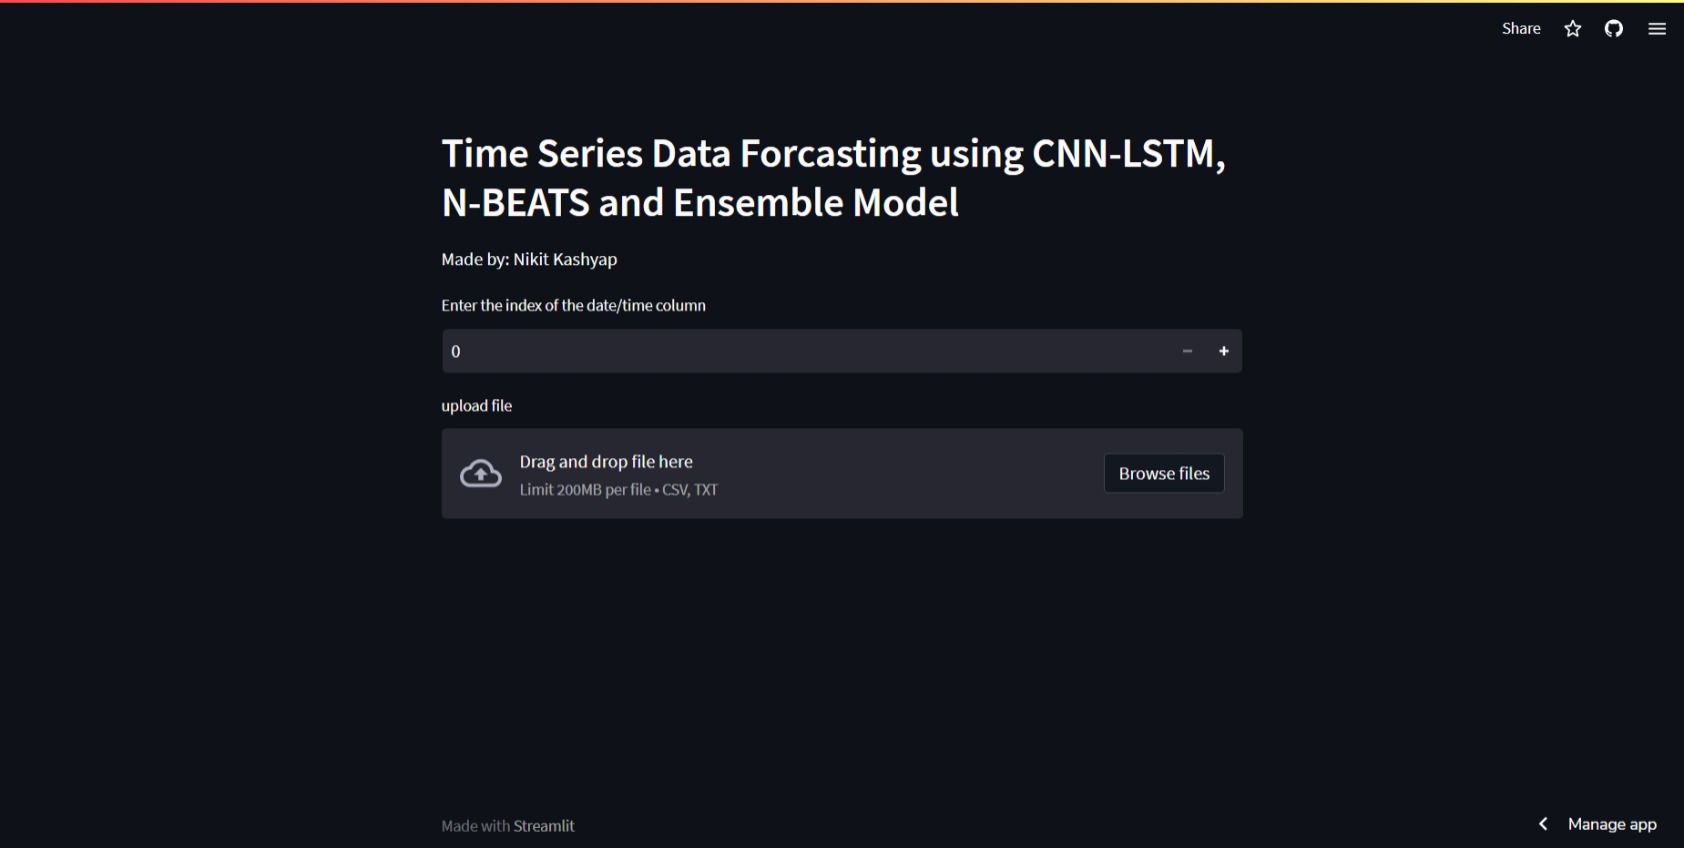 Share
Time Series Data Forcasting using CNN-LSTM,
N-BEATS and Ensemble Model
Made by: Nikit Kashyap
Enter the index of the date/time column
0 − +
upload file
Drag and drop file here
Limit 200MB per file • CSV, TXT
Browse files
Made with Streamlit
Manage app